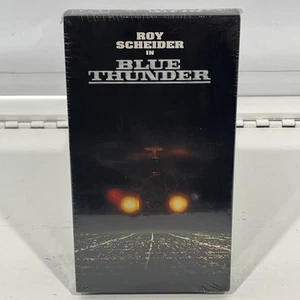 ROY
SCHEIDER
IN
BLUE
THUNDER